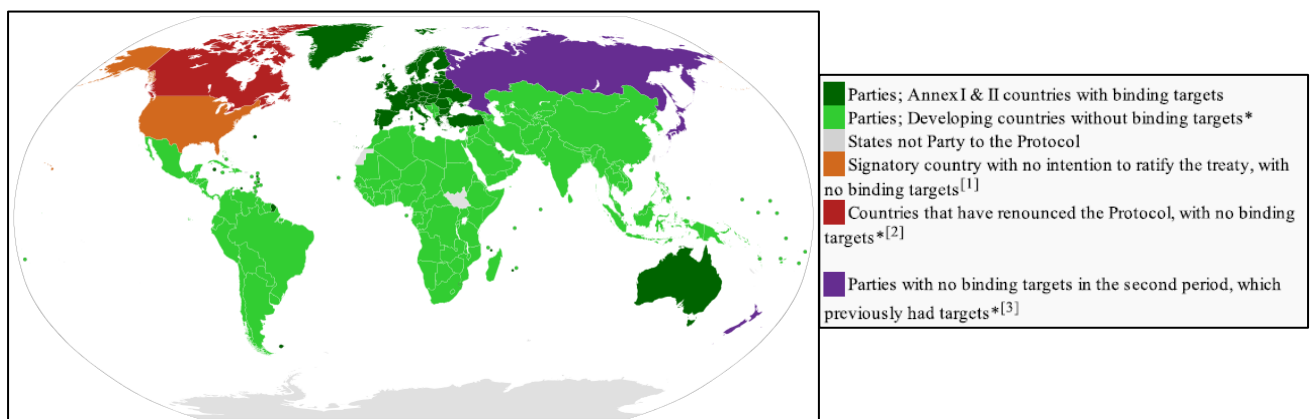 Parties; Annex I & II countries with binding targets
Parties; Developing countries without binding targets*
States not Party to the Protocol
Signatory country with no intention to ratify the treaty, with
no binding targets[1]
Countries that have renounced the Protocol, with no binding
targets*[2]
Parties with no binding targets in the second period, which
previously had targets*[3]